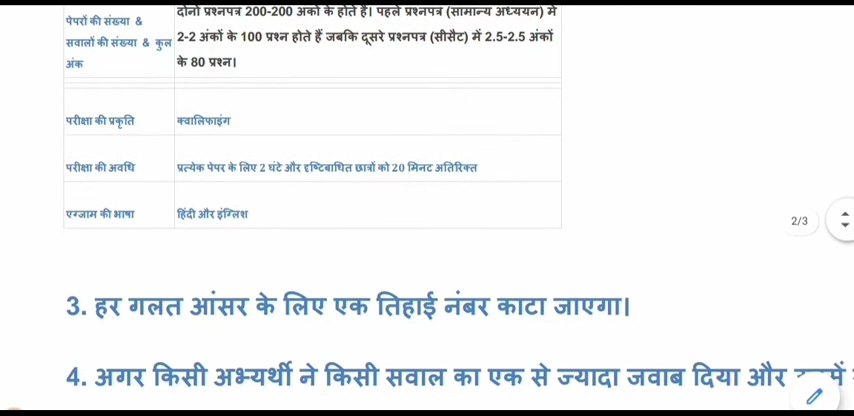 दोनों प्रश्नपत्र 200-200 अंकों के होते हैं। पहले प्रश्नपत्र (सामान्य अध्ययन) में
पेपरों की संख्या &
सवालों की संख्या & कुल
अंक
2-2 अंकों के 100 प्रश्न होते हैं जबकि दूसरे प्रश्नपत्र (सीसैट) में 2.5-2.5 अंकों
के 80 प्रश्न।
परीक्षा की प्रकृति
क्वालिफाइंग
परीक्षा की अवधि
प्रत्येक पेपर के लिए 2 घंटे और दृष्टिबाधित छात्रों को 20 मिनट अतिरिक्त
एग्जाम की भाषा
हिंदी और इंग्लिश
2/3
3. हर गलत आंसर के लिए एक तिहाई नंबर काटा जाएगा।
4. अगर किसी अभ्यर्थी ने किसी सवाल का एक से ज्यादा जवाब दिया और